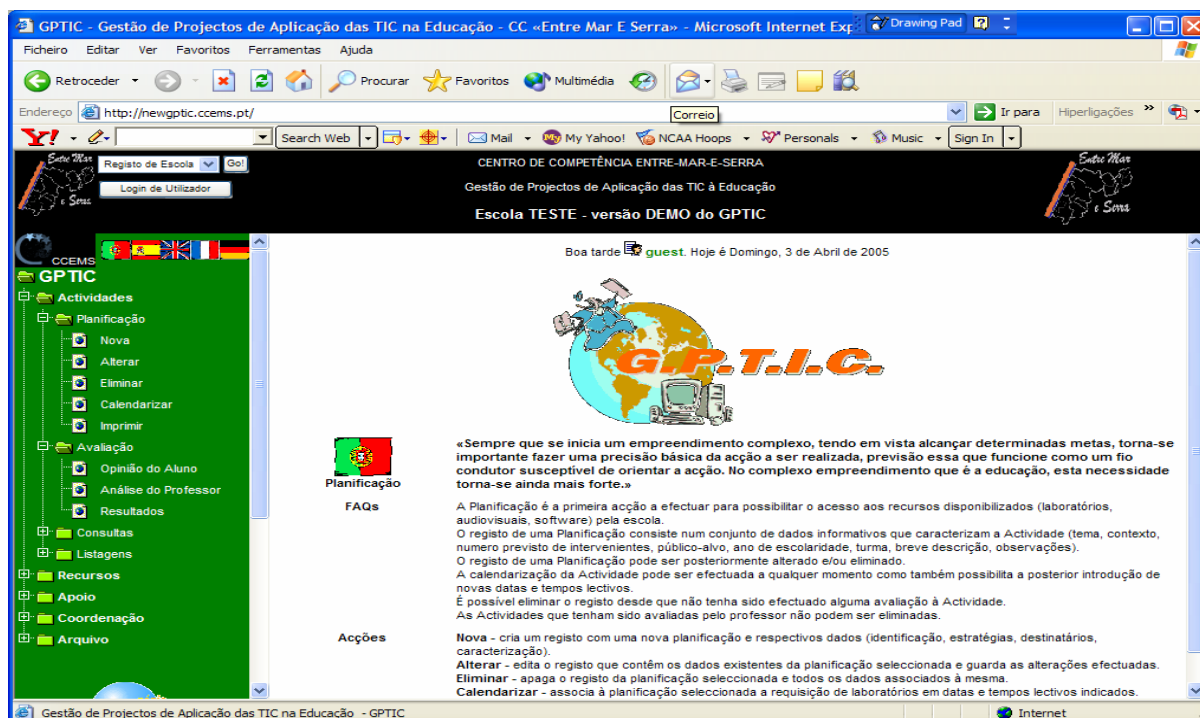 GPTIC - Gestão de Projectos de Aplicação das TIC na Educação - CC «Entre Mar E Serra» - Microsoft Internet Exp
Drawing Pad
Ficheiro Editar Ver Favoritos Ferramentas Ajuda
Retroceder Procurar Favoritos Multimédia
Correio
Endereço http://newgptic.ccems.pt/ Ir para Hiperligações »
Y! Search Web Mail My Yahoo! NCAA Hoops Personals Music Sign In
Entre Mar e Serra
Registo de Escola Go!
Login de Utilizador
CENTRO DE COMPETÊNCIA ENTRE-MAR-E-SERRA
Gestão de Projectos de Aplicação das TIC à Educação
Escola TESTE - versão DEMO do GPTIC
Entre Mar e Serra
CCEMS
GPTIC
Actividades
Planificação
Nova
Alterar
Eliminar
Calendarizar
Imprimir
Avaliação
Opinião do Aluno
Análise do Professor
Resultados
Consultas
Listagens
Recursos
Apoio
Coordenação
Arquivo
Boa tarde guest. Hoje é Domingo, 3 de Abril de 2005
G.P.T.I.C.
Planificação
«Sempre que se inicia um empreendimento complexo, tendo em vista alcançar determinadas metas, torna-se
importante fazer uma precisão básica da acção a ser realizada, previsão essa que funcione como um fio
condutor susceptível de orientar a acção. No complexo empreendimento que é a educação, esta necessidade
torna-se ainda mais forte.»
FAQs
A Planificação é a primeira acção a efectuar para possibilitar o acesso aos recursos disponibilizados (laboratórios,
audiovisuais, software) pela escola.
O registo de uma Planificação consiste num conjunto de dados informativos que caracterizam a Actividade (tema, contexto,
numero previsto de intervenientes, público-alvo, ano de escolaridade, turma, breve descrição, observações).
O registo de uma Planificação pode ser posteriormente alterado e/ou eliminado.
A calendarização da Actividade pode ser efectuada a qualquer momento como também possibilita a posterior introdução de
novas datas e tempos lectivos.
É possível eliminar o registo desde que não tenha sido efectuado alguma avaliação à Actividade.
As Actividades que tenham sido avaliadas pelo professor não podem ser eliminadas.
Acções
Nova - cria um registo com uma nova planificação e respectivos dados (identificação, estratégias, destinatários,
caracterização).
Alterar - edita o registo que contêm os dados existentes da planificação seleccionada e guarda as alterações efectuadas.
Eliminar - apaga o registo da planificação seleccionada e todos os dados associados à mesma.
Calendarizar - associa à planificação seleccionada a requisição de laboratórios em datas e tempos lectivos indicados.
Gestão de Projectos de Aplicação das TIC na Educação - GPTIC
Internet